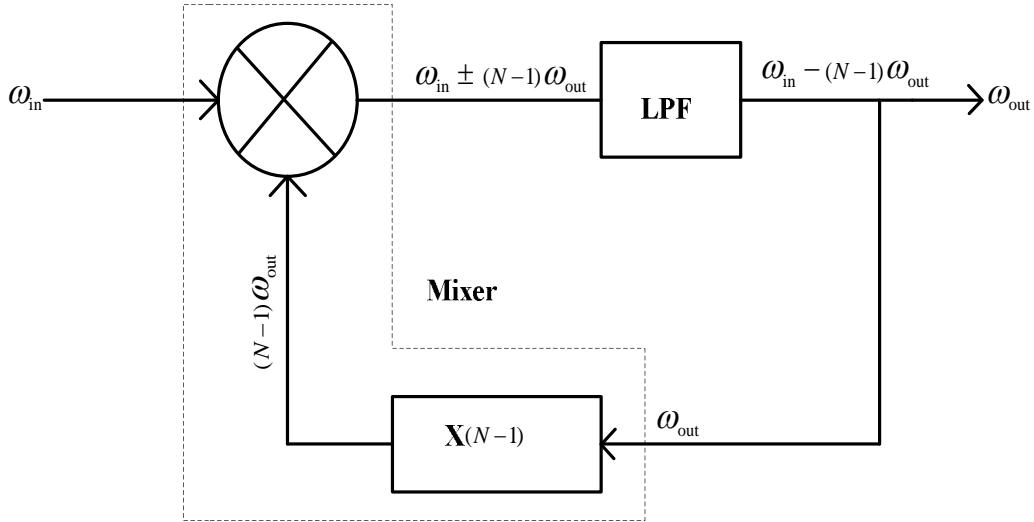 ω_in
ω_in ± (N−1)ω_out
LPF
ω_in − (N−1)ω_out
ω_out
(N−1)ω_out
Mixer
X(N−1)
ω_out